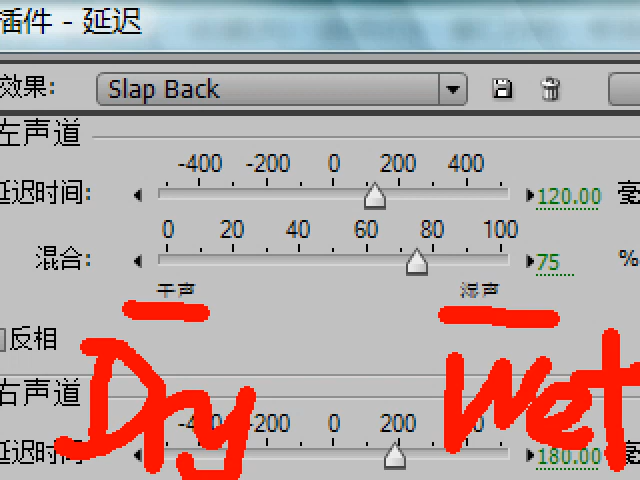 插件 - 延迟
效果: Slap Back
左声道
-400 -200 0 200 400
延迟时间: 120.00 毫
0 20 40 60 80 100
混合: 75 %
干声 湿声
反相
Dry Wet
右声道
-200 0 200
延迟时间 180.00 毫